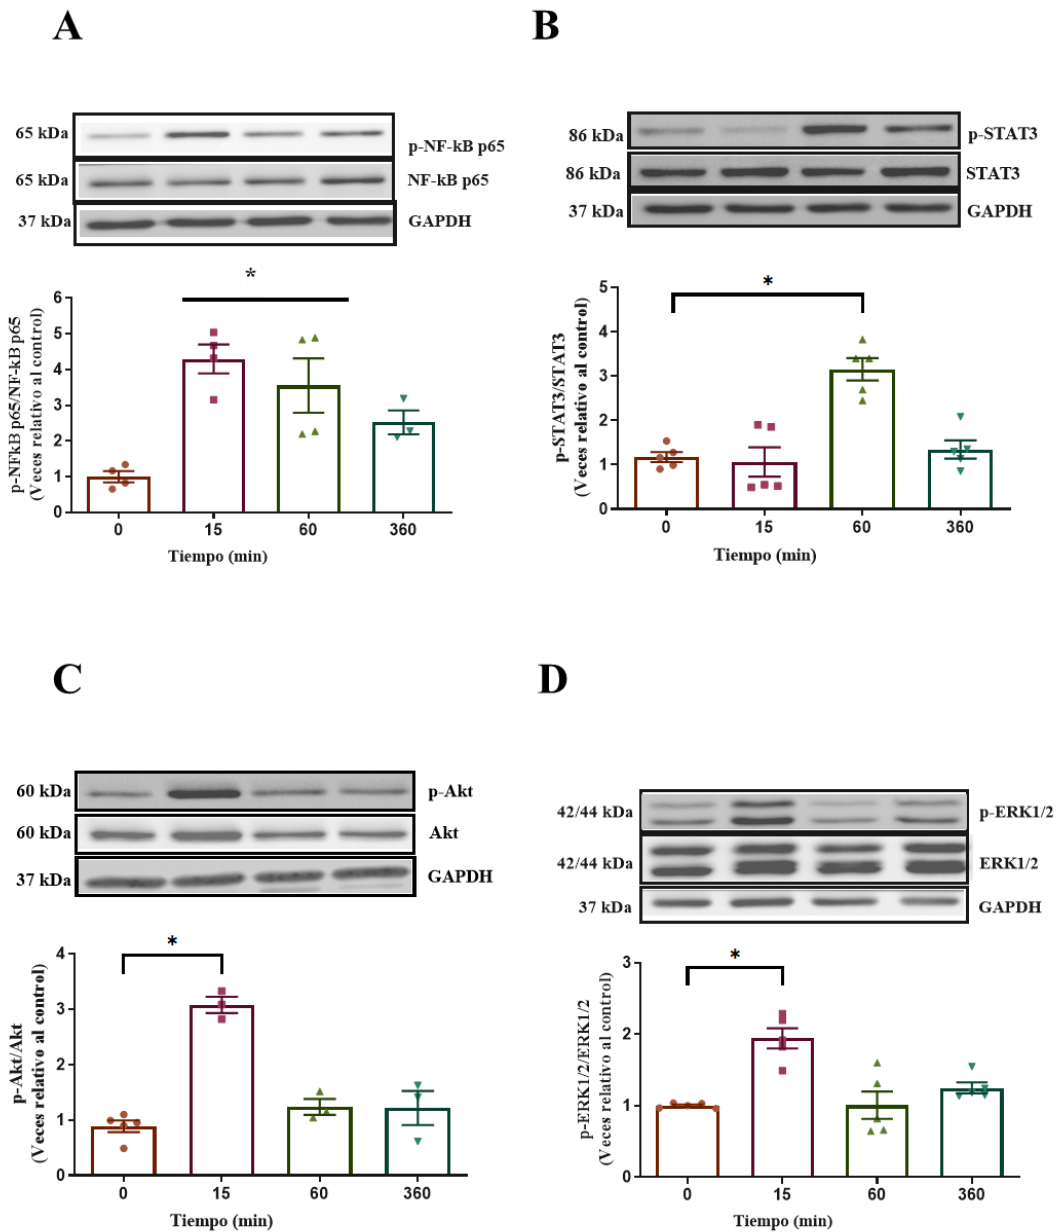 A
65 kDa
p-NF-kB p65
65 kDa
NF-kB p65
37 kDa
GAPDH
*
p-NFkB p65/NF-kB p65
(Veces relativo al control)
6
5
4
3
2
1
0
0 15 60 360
Tiempo (min)
B
86 kDa
p-STAT3
86 kDa
STAT3
37 kDa
GAPDH
*
p-STAT3/STAT3
(Veces relativo al control)
5
4
3
2
1
0
0 15 60 360
Tiempo (min)
C
60 kDa
p-Akt
60 kDa
Akt
37 kDa
GAPDH
*
p-Akt/Akt
(Veces relativo al control)
4
3
2
1
0
0 15 60 360
Tiempo (min)
D
42/44 kDa
p-ERK1/2
42/44 kDa
ERK1/2
37 kDa
GAPDH
*
p-ERK1/2/ERK1/2
(Veces relativo al control)
3
2
1
0
0 15 60 360
Tiempo (min)